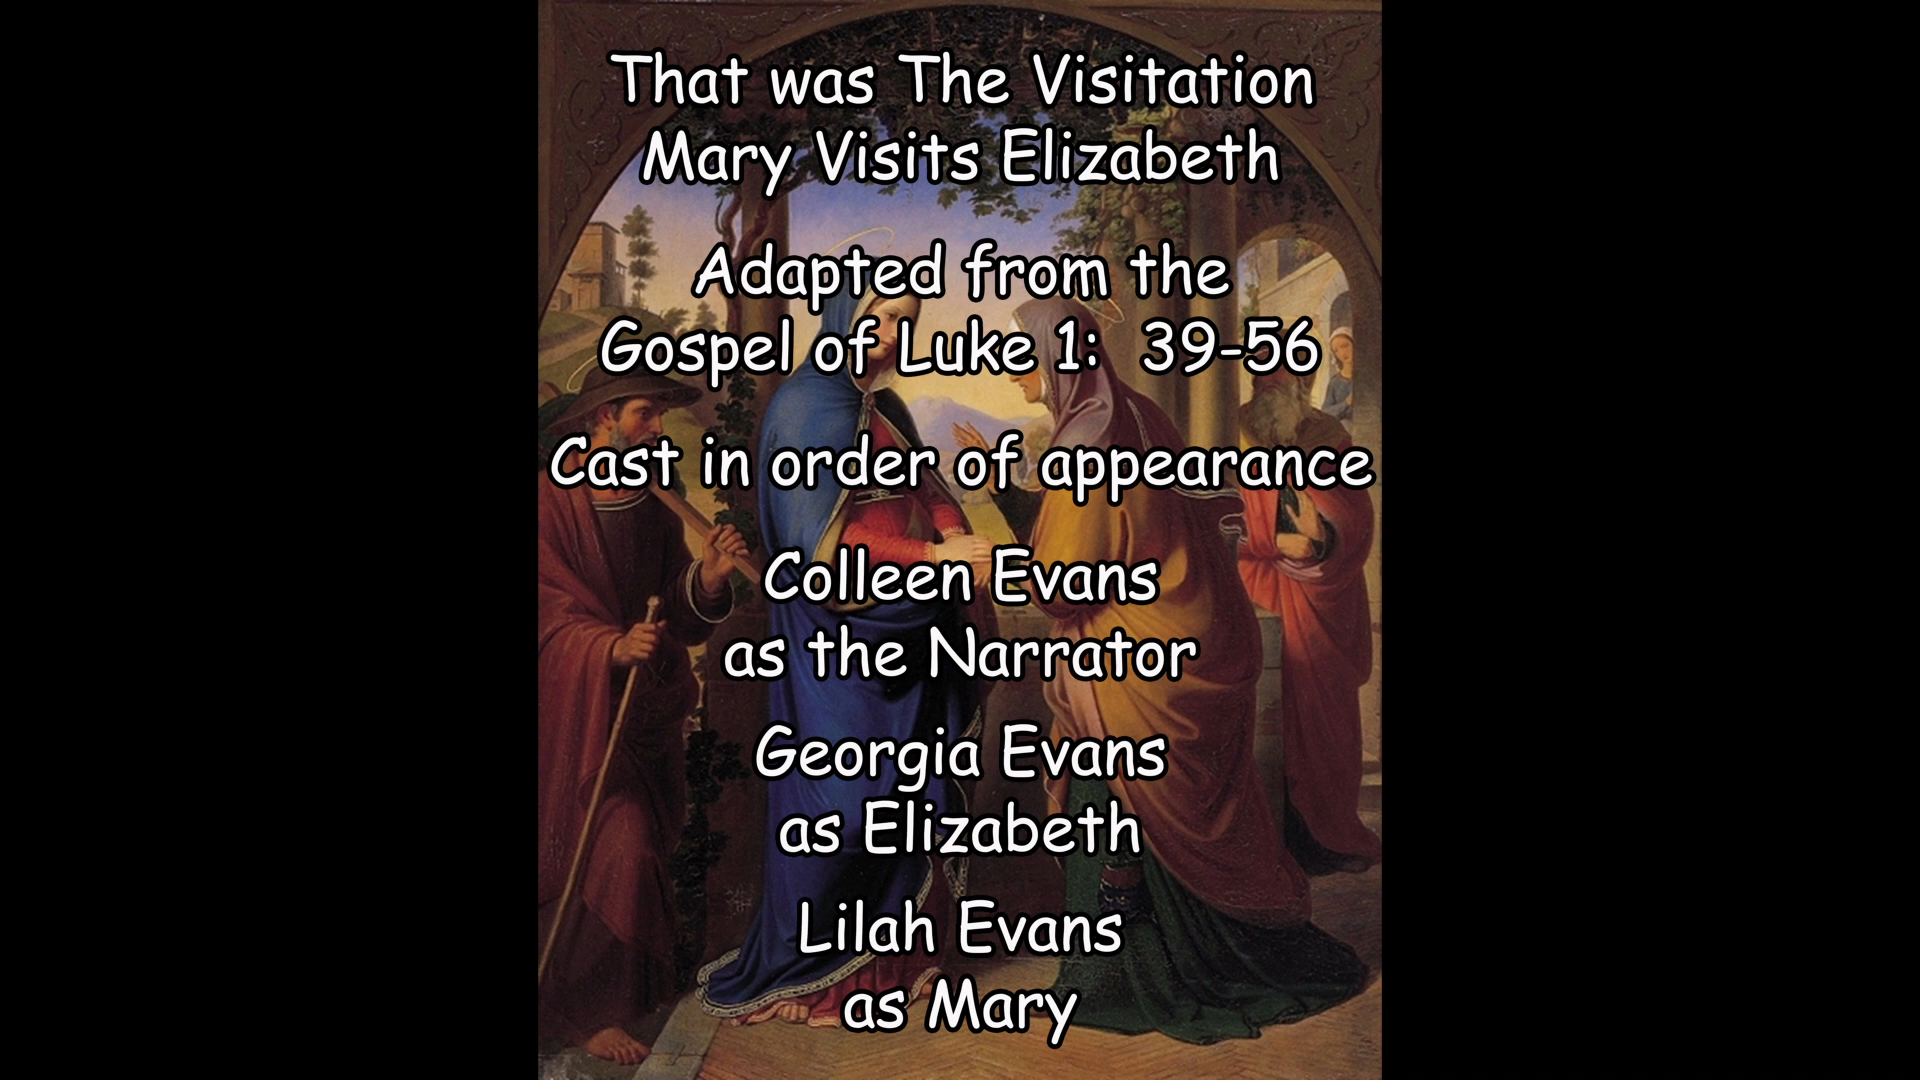 That was The Visitation
Mary Visits Elizabeth
Adapted from the
Gospel of Luke 1:  39-56
Cast in order of appearance
Colleen Evans
as the Narrator
Georgia Evans
as Elizabeth
Lilah Evans
as Mary